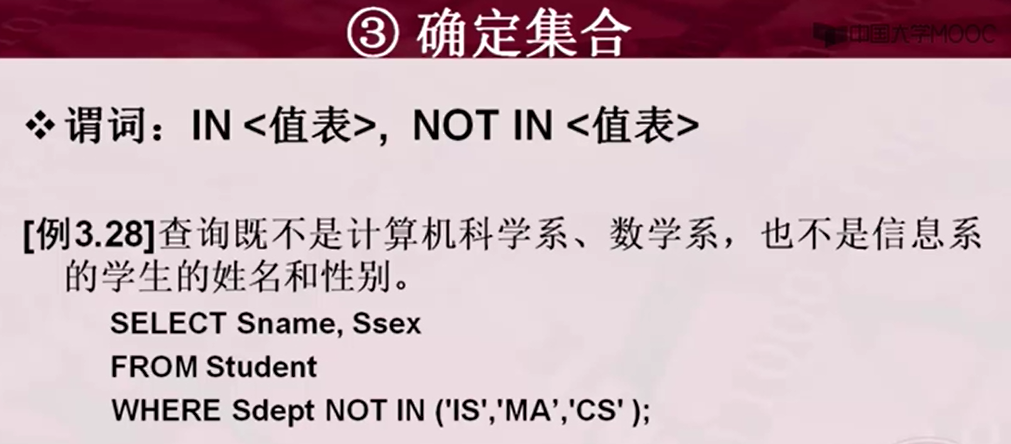 ③ 确定集合
中国大学MOOC
❖ 谓词：IN <值表>, NOT IN <值表>
[例3.28]查询既不是计算机科学系、数学系，也不是信息系
的学生的姓名和性别。
SELECT Sname, Ssex
FROM Student
WHERE Sdept NOT IN ('IS','MA’,'CS' );